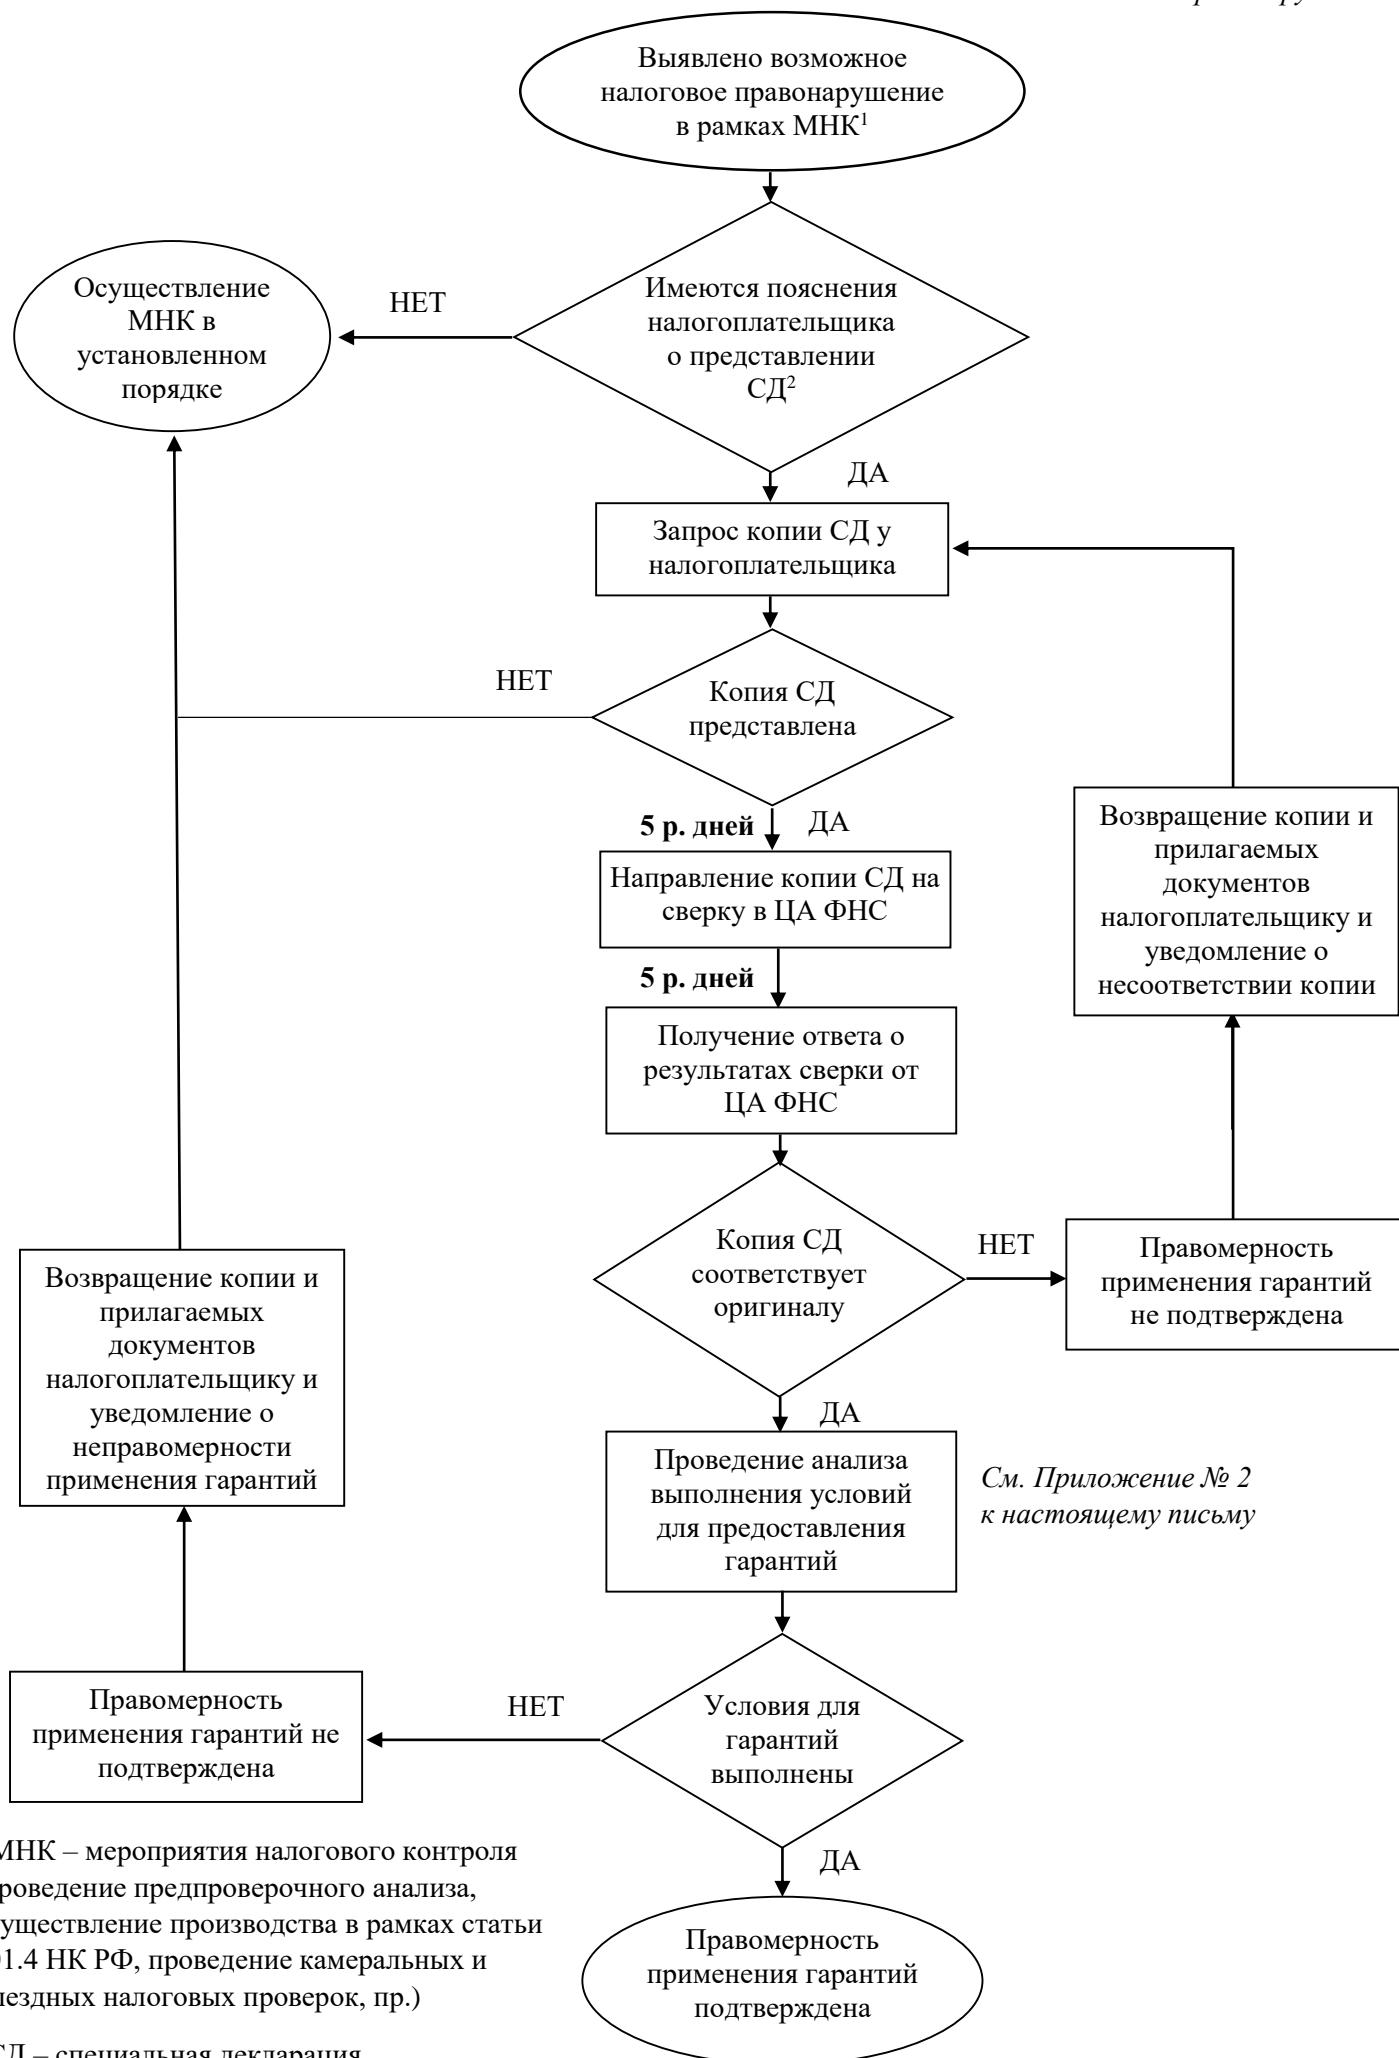 Выявлено возможное
налоговое правонарушение
в рамках МНК¹
Осуществление
МНК в
установленном
порядке
НЕТ
Имеются пояснения
налогоплательщика
о представлении
СД²
ДА
Запрос копии СД у
налогоплательщика
НЕТ
Копия СД
представлена
5 р. дней
ДА
Направление копии СД на
сверку в ЦА ФНС
Возвращение копии и
прилагаемых
документов
налогоплательщику и
уведомление о
несоответствии копии
5 р. дней
Получение ответа о
результатах сверки от
ЦА ФНС
Копия СД
соответствует
оригиналу
НЕТ
Правомерность
применения гарантий
не подтверждена
Возвращение копии и
прилагаемых
документов
налогоплательщику и
уведомление о
неправомерности
применения гарантий
ДА
Проведение анализа
выполнения условий
для предоставления
гарантий
См. Приложение № 2
к настоящему письму
Правомерность
применения гарантий не
подтверждена
НЕТ
Условия для
гарантий
выполнены
ДА
Правомерность
применения гарантий
подтверждена
МНК – мероприятия налогового контроля
роведение предпроверочного анализа,
уществление производства в рамках статьи
01.4 НК РФ, проведение камеральных и
ездных налоговых проверок, пр.)
СД – специальная декларация